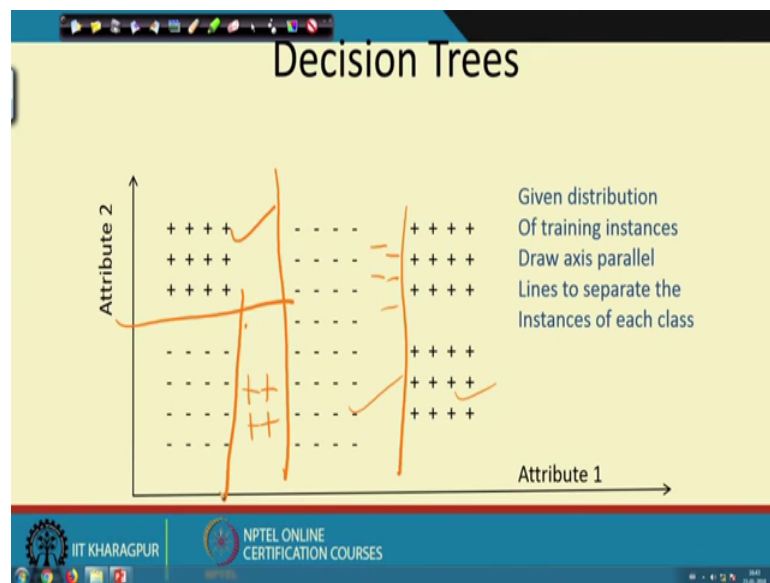 Decision Trees
Attribute 2
+ + + + - - - - + + + +
+ + + + - - - - + + + +
+ + + + - - - - + + + +
- - - -
- - - - - - - - + + + +
- - - - ++ - - - - + + + +
- - - - ++ - - - - + + + +
- - - - - - - -
Given distribution
Of training instances
Draw axis parallel
Lines to separate the
Instances of each class
Attribute 1
IIT KHARAGPUR
NPTEL ONLINE
CERTIFICATION COURSES